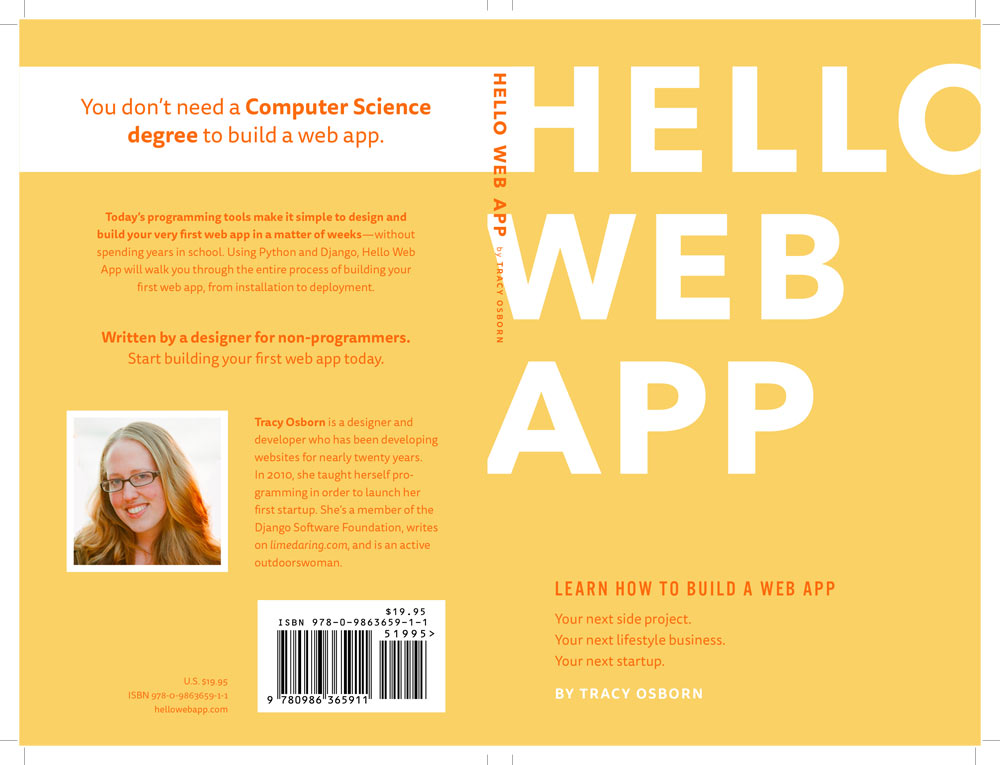 You don't need a Computer Science
degree to build a web app.
Today's programming tools make it simple to design and
build your very first web app in a matter of weeks—without
spending years in school. Using Python and Django, Hello Web
App will walk you through the entire process of building your
first web app, from installation to deployment.
Written by a designer for non-programmers.
Start building your first web app today.
Tracy Osborn is a designer and
developer who has been developing
websites for nearly twenty years.
In 2010, she taught herself pro-
gramming in order to launch her
first startup. She's a member of the
Django Software Foundation, writes
on limedaring.com, and is an active
outdoorswoman.
$19.95
ISBN 978-0-9863659-1-1
51995>
9 780986 365911
U.S. $19.95
ISBN 978-0-9863659-1-1
hellowebapp.com
HELLO WEB APP by TRACY OSBORN
HELLO
WEB
APP
LEARN HOW TO BUILD A WEB APP
Your next side project.
Your next lifestyle business.
Your next startup.
BY TRACY OSBORN